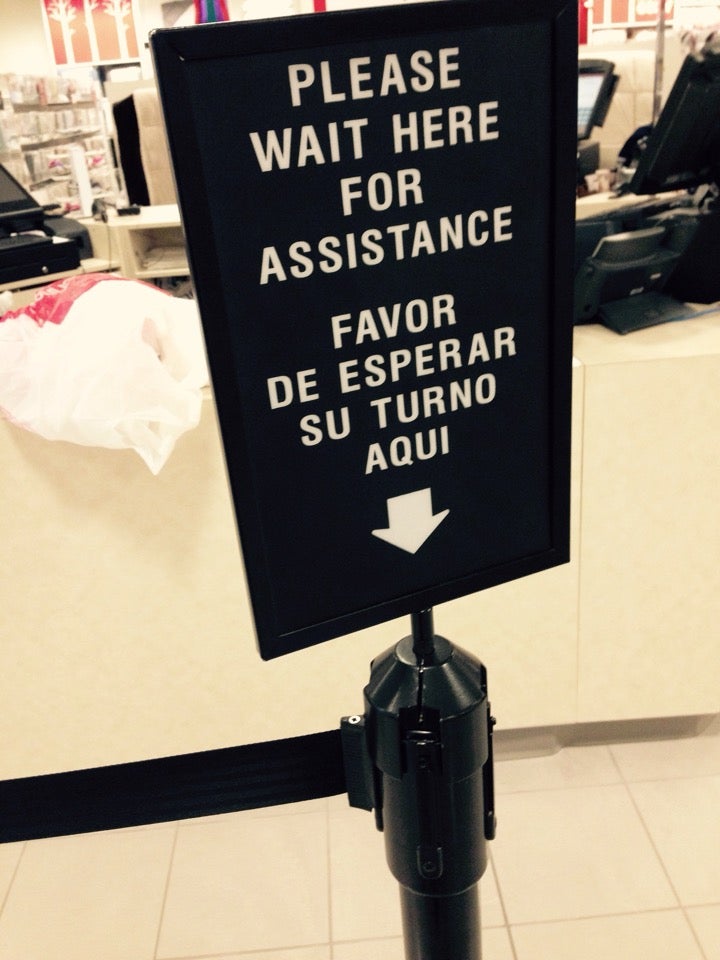 PLEASE
WAIT HERE
FOR
ASSISTANCE
FAVOR
DE ESPERAR
SU TURNO
AQUI